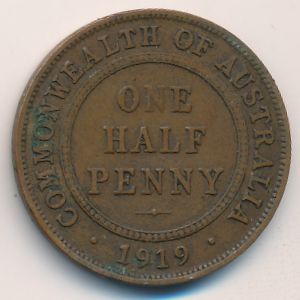 COMMONWEALTH OF AUSTRALIA
ONE
HALF
PENNY
· 1919 ·